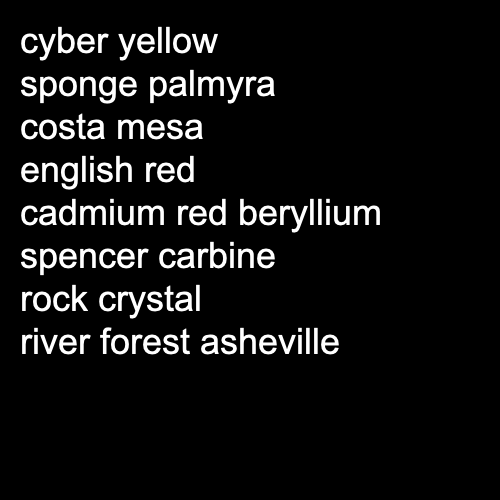 cyber yellow
sponge palmyra
costa mesa
english red
cadmium red beryllium
spencer carbine
rock crystal
river forest asheville